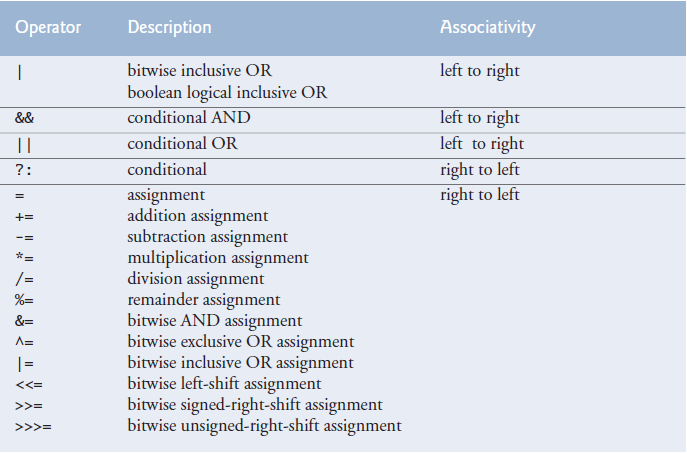 Operator Description Associativity
| bitwise inclusive OR left to right
boolean logical inclusive OR
&& conditional AND left to right
|| conditional OR left to right
?: conditional right to left
= assignment right to left
+= addition assignment
-= subtraction assignment
*= multiplication assignment
/= division assignment
%= remainder assignment
&= bitwise AND assignment
^= bitwise exclusive OR assignment
|= bitwise inclusive OR assignment
<<= bitwise left-shift assignment
>>= bitwise signed-right-shift assignment
>>>= bitwise unsigned-right-shift assignment